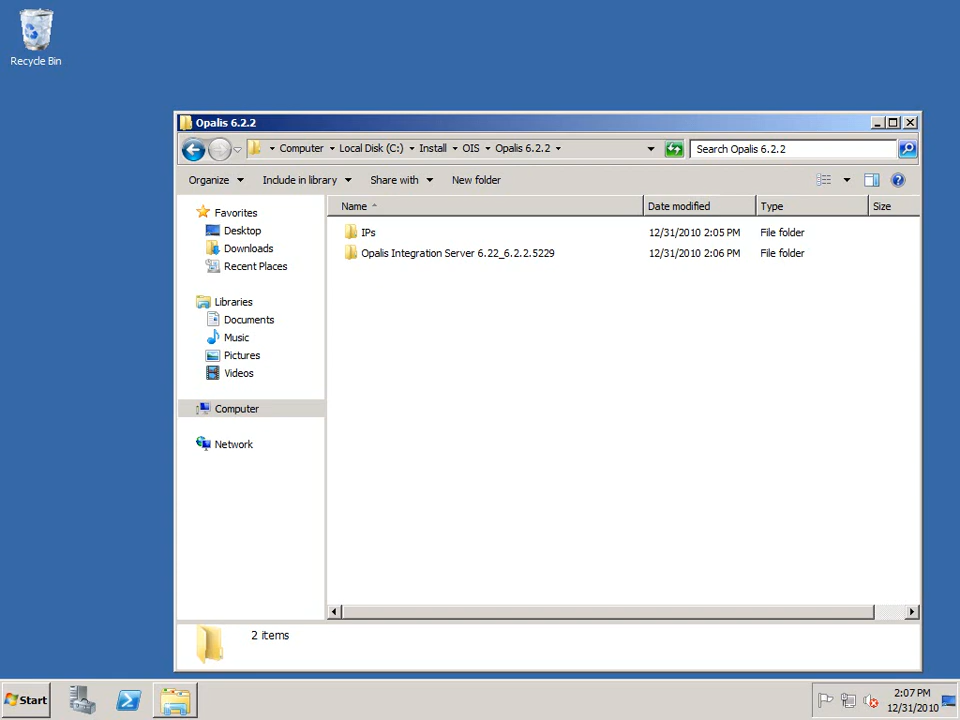 Recycle Bin
Opalis 6.2.2
Computer Local Disk (C:) Install OIS Opalis 6.2.2
Search Opalis 6.2.2
Organize Include in library Share with New folder
Name Date modified Type Size
Favorites
Desktop
Downloads
Recent Places
Libraries
Documents
Music
Pictures
Videos
Computer
Network
IPs 12/31/2010 2:05 PM File folder
Opalis Integration Server 6.22_6.2.2.5229 12/31/2010 2:06 PM File folder
2 items
Start
2:07 PM
12/31/2010